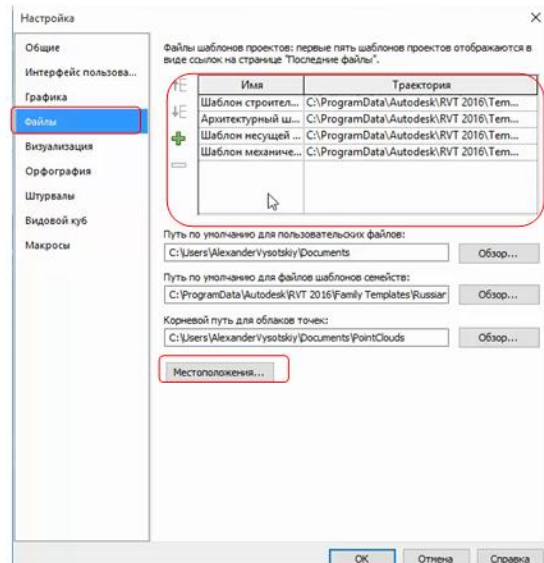 Настройка
Общие
Интерфейс пользова...
Графика
Файлы
Визуализация
Орфография
Штурвалы
Видовой куб
Макросы
Файлы шаблонов проектов: первые пять шаблонов проектов отображаются в
виде ссылок на странице "Последние файлы".
Имя Траектория
Шаблон строител... C:\ProgramData\Autodesk\RVT 2016\Tem...
Архитектурный ш... C:\ProgramData\Autodesk\RVT 2016\Tem...
Шаблон несущей ... C:\ProgramData\Autodesk\RVT 2016\Tem...
Шаблон механиче... C:\ProgramData\Autodesk\RVT 2016\Tem...
Путь по умолчанию для пользовательских файлов:
C:\Users\AlexanderVysotskiy\Documents Обзор...
Путь по умолчанию для файлов шаблонов семейств:
C:\ProgramData\Autodesk\RVT 2016\Family Templates\Russian Обзор...
Корневой путь для облаков точек:
C:\Users\AlexanderVysotskiy\Documents\PointClouds Обзор...
Местоположения...
ОК Отмена Справка